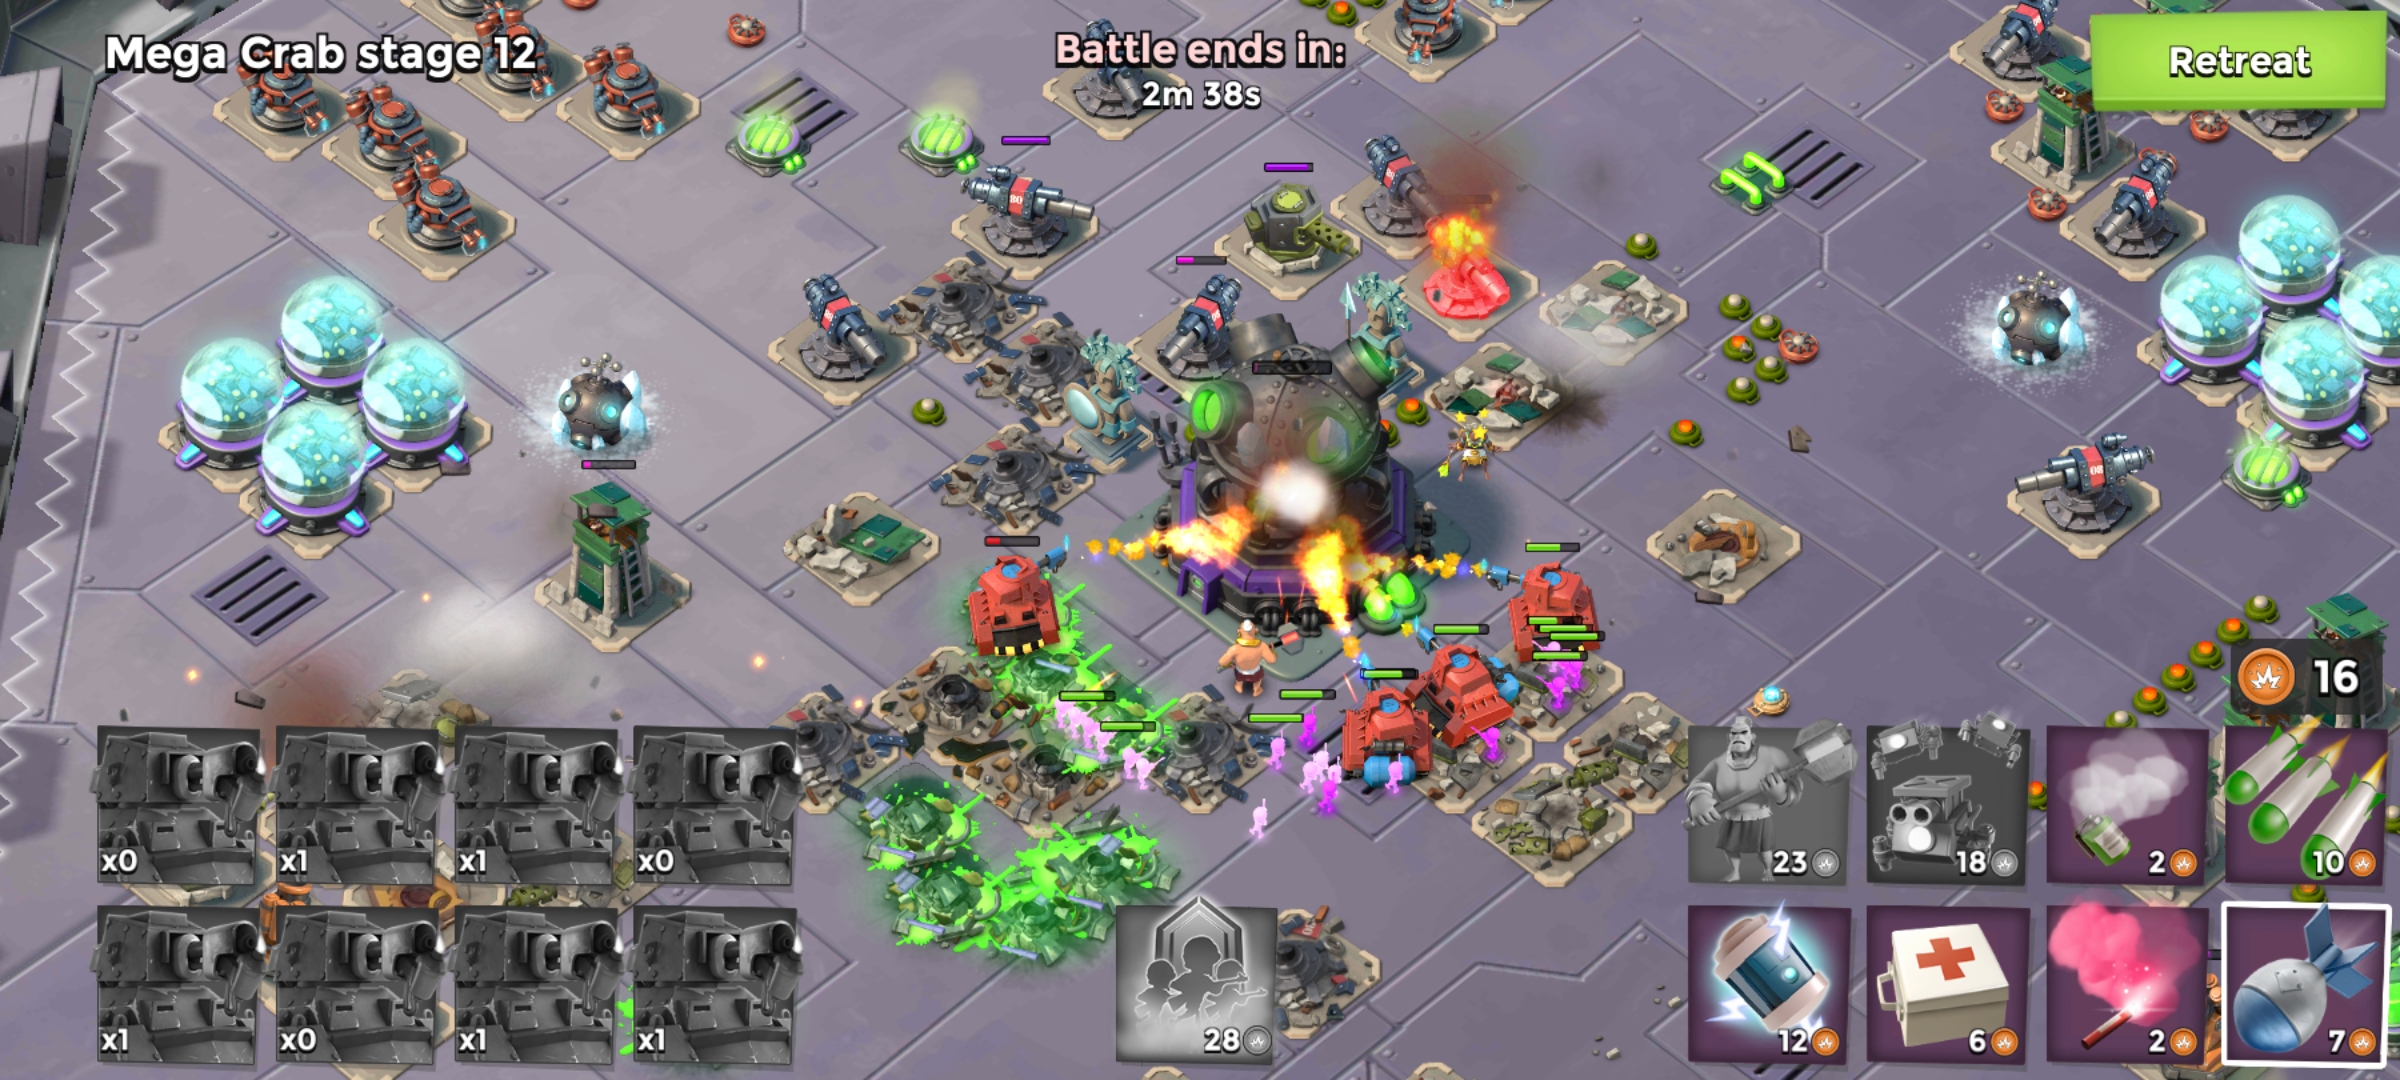 Mega Crab stage 12
Battle ends in:
2m 38s
Retreat
16
x0
x1
x1
x0
23
18
2
10
x1
x0
x1
x1
28
12
6
2
7